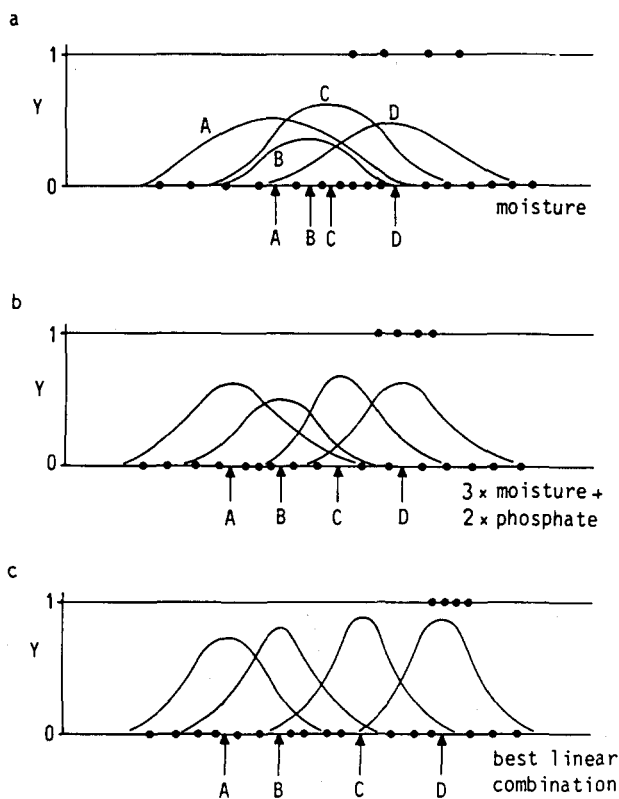 a
1
Y
A
B
C
D
0
moisture
A B C D
b
1
Y
0
3 x moisture +
A B C D
2 x phosphate
c
1
Y
0
best linear
A B C D
combination